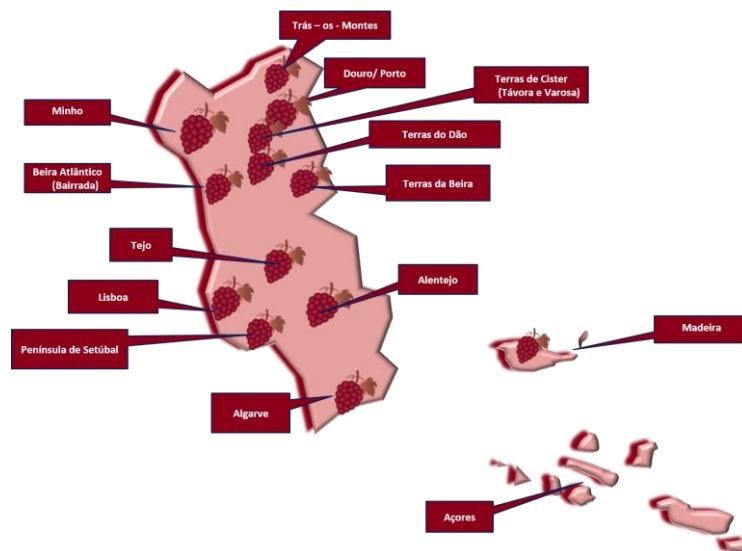 Trás – os - Montes
Douro/ Porto
Terras de Cister
(Távora e Varosa)
Minho
Terras do Dão
Beira Atlântico
(Bairrada)
Terras da Beira
Tejo
Alentejo
Lisboa
Madeira
Península de Setúbal
Algarve
Açores